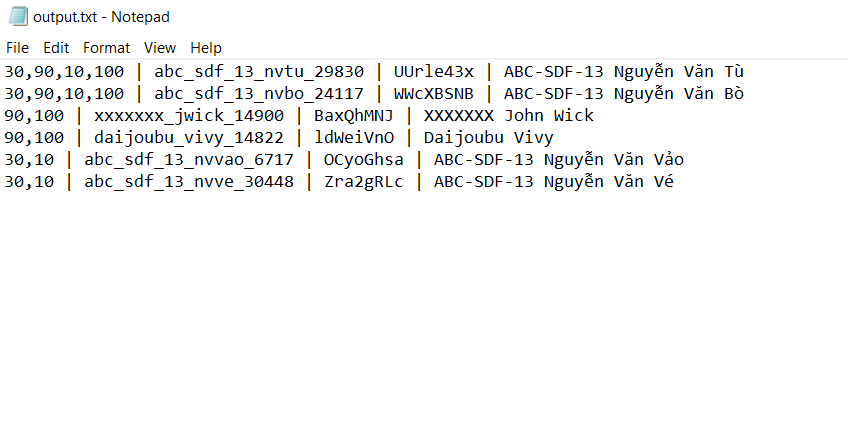 output.txt - Notepad
File Edit Format View Help
30,90,10,100 | abc_sdf_13_nvtu_29830 | UUrle43x | ABC-SDF-13 Nguyễn Văn Tù
30,90,10,100 | abc_sdf_13_nvbo_24117 | WWcXBSNB | ABC-SDF-13 Nguyễn Văn Bò
90,100 | xxxxxxx_jwick_14900 | BaxQhMNJ | XXXXXXX John Wick
90,100 | daijoubu_vivy_14822 | ldWeiVnO | Daijoubu Vivy
30,10 | abc_sdf_13_nvvao_6717 | OCyoGhsa | ABC-SDF-13 Nguyễn Văn Vảo
30,10 | abc_sdf_13_nvve_30448 | Zra2gRLc | ABC-SDF-13 Nguyễn Văn Vé